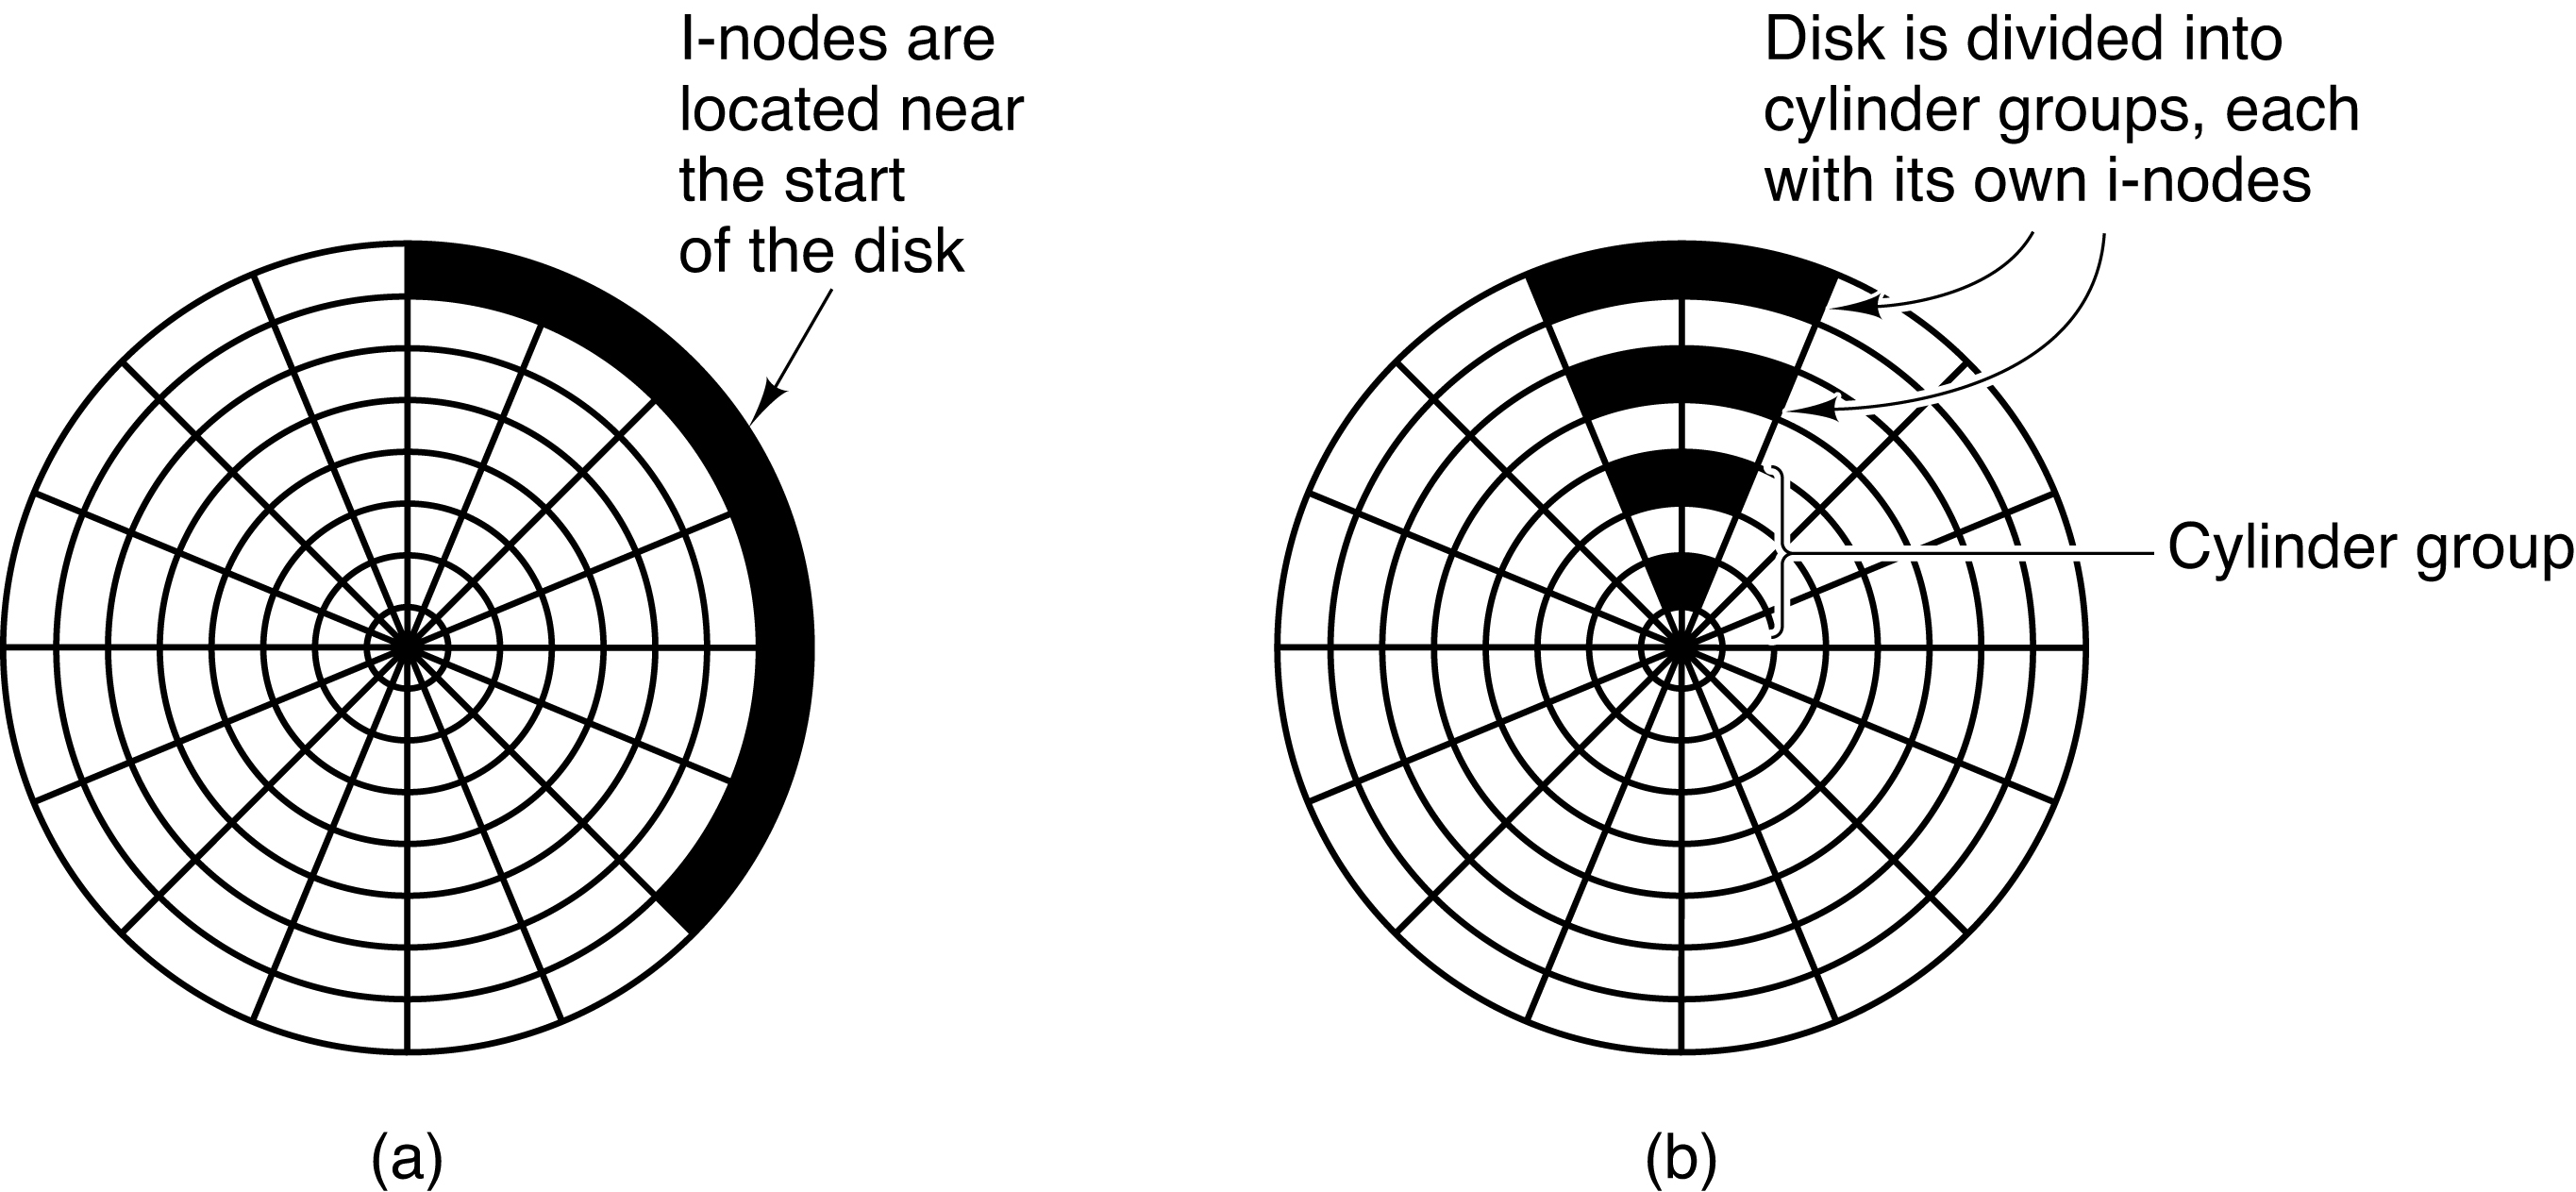 I-nodes are
located near
the start
of the disk
Disk is divided into
cylinder groups, each
with its own i-nodes
Cylinder group
(a)
(b)